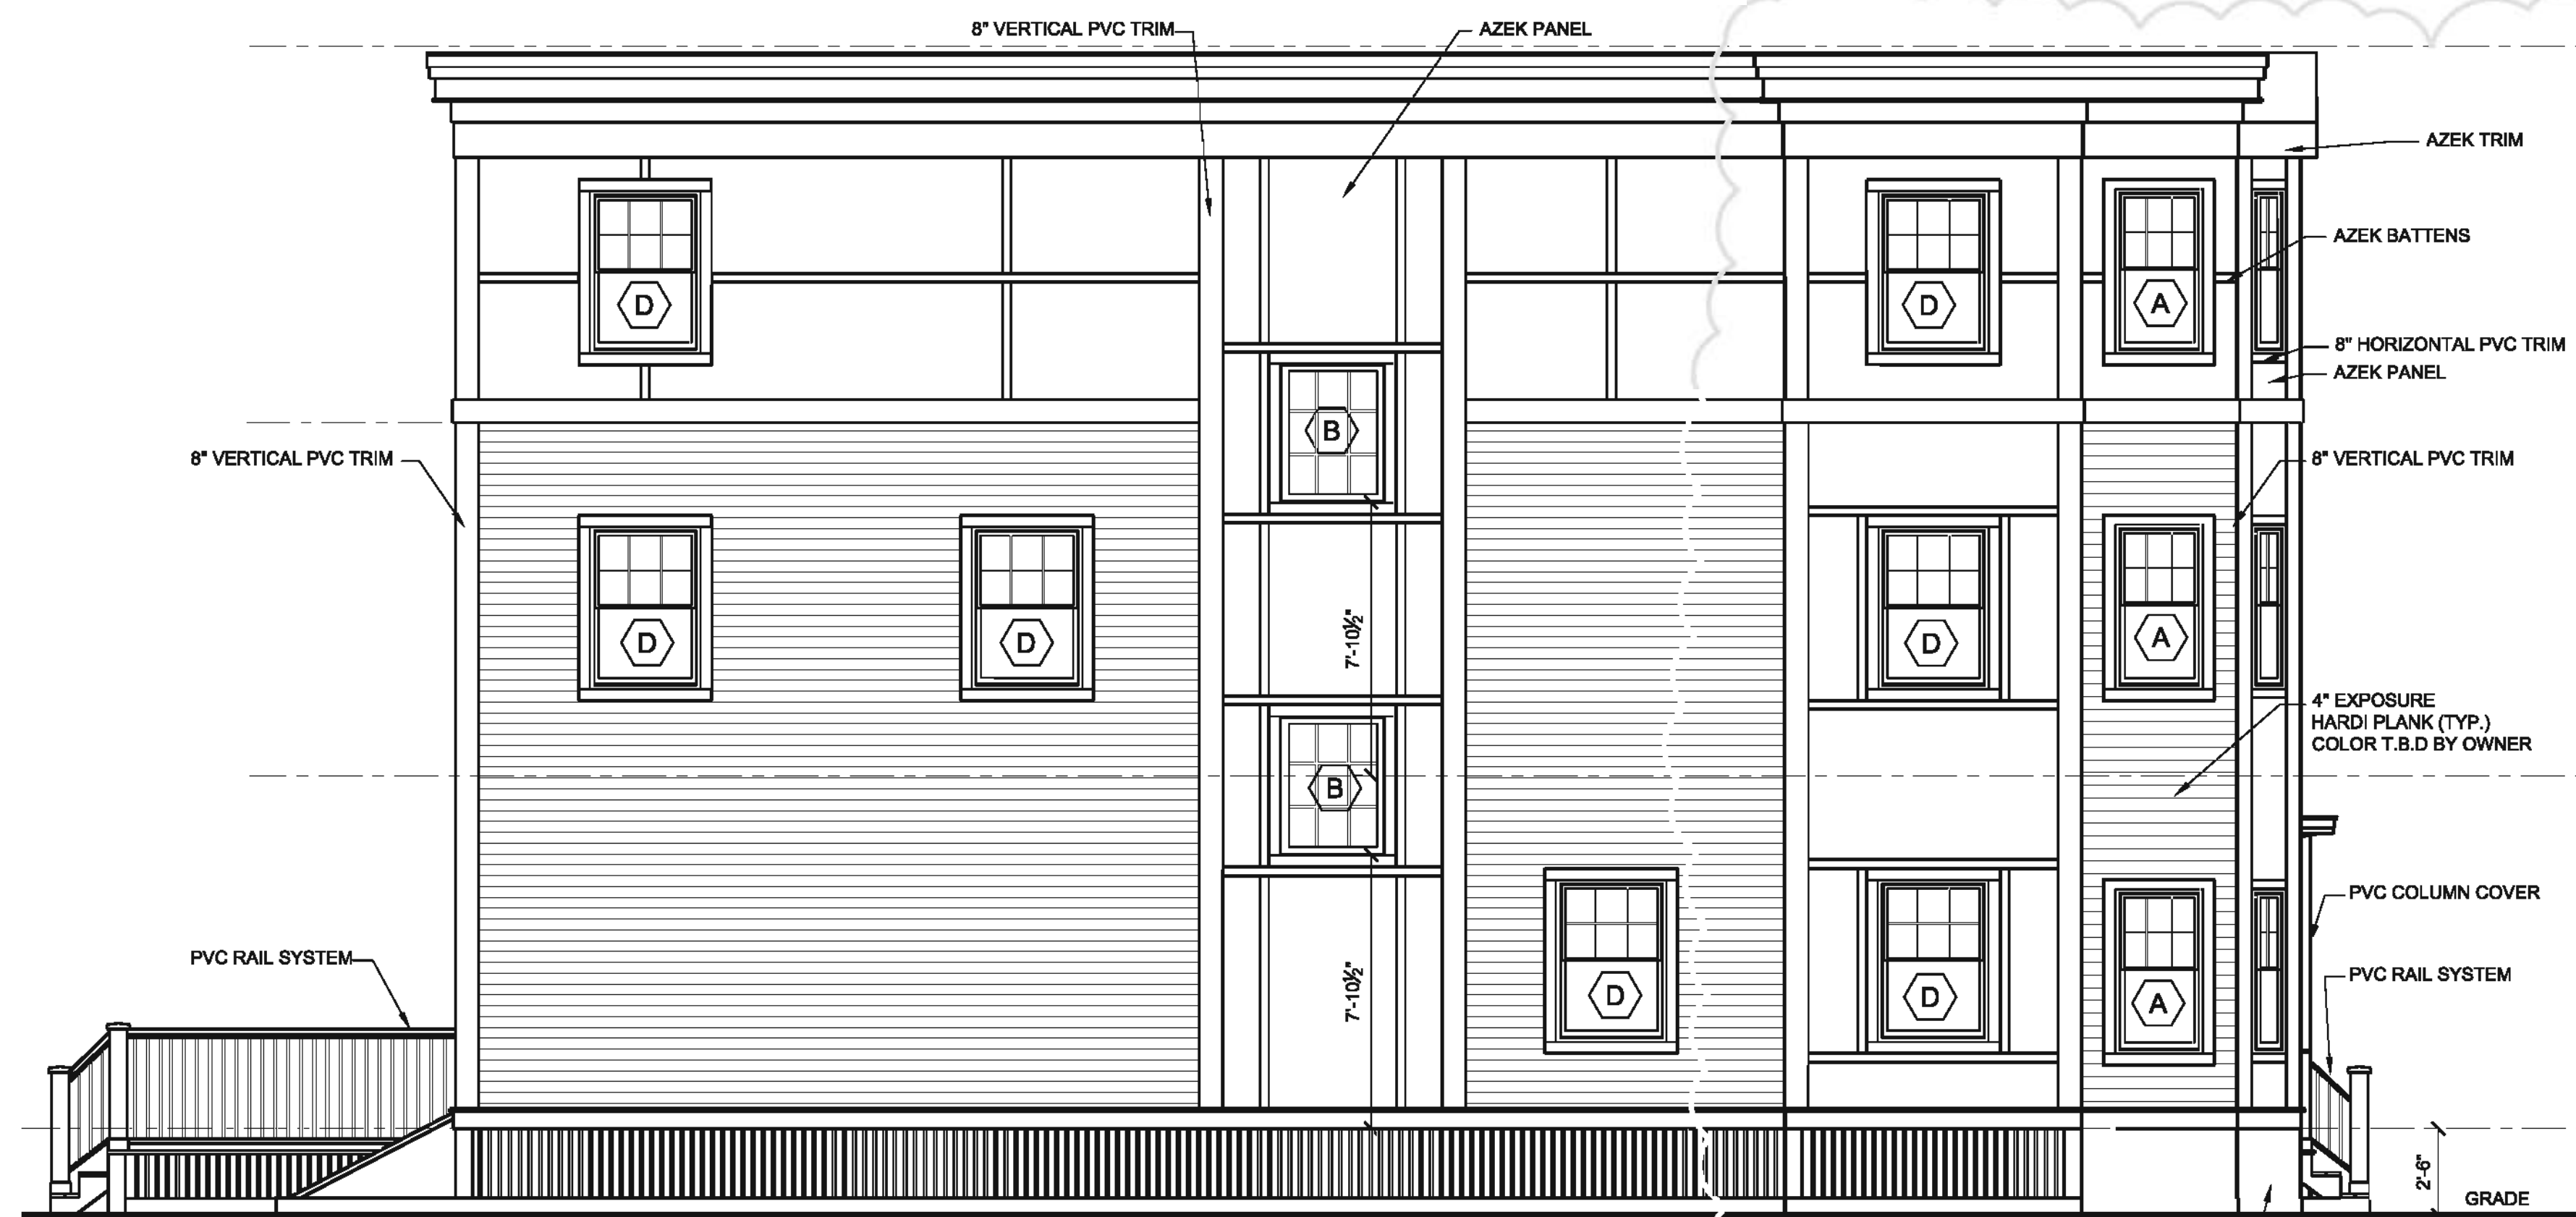 8" VERTICAL PVC TRIM
AZEK PANEL
AZEK TRIM
AZEK BATTENS
D
D
A
8" HORIZONTAL PVC TRIM
AZEK PANEL
B
8" VERTICAL PVC TRIM
8" VERTICAL PVC TRIM
7'-10½"
D
D
D
A
4" EXPOSURE
HARDI PLANK (TYP.)
COLOR T.B.D BY OWNER
B
PVC COLUMN COVER
PVC RAIL SYSTEM
PVC RAIL SYSTEM
7'-10½"
D
D
A
2'-6"
GRADE